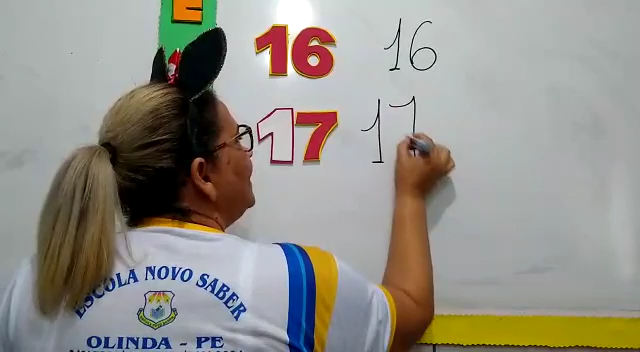 E
16 16
17 17
ESCOLA NOVO SABER
OLINDA - PE